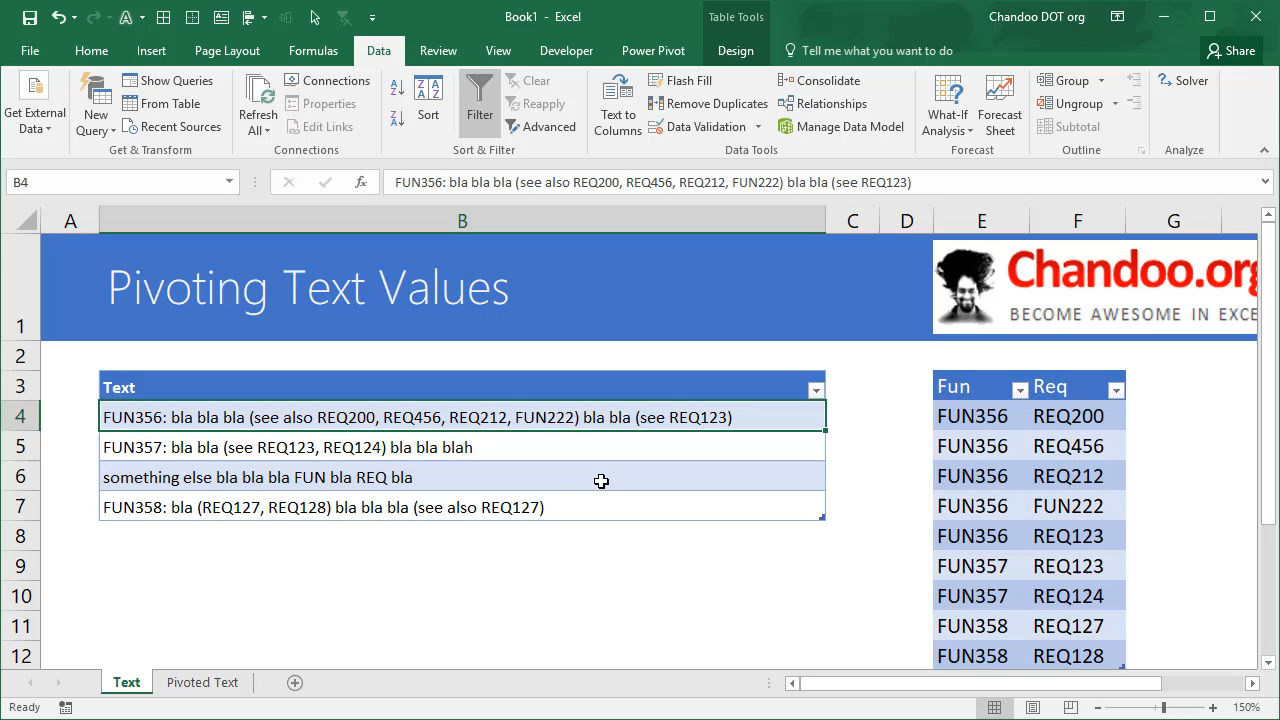 Book1 - Excel
Table Tools
Chandoo DOT org
File
Home
Insert
Page Layout
Formulas
Data
Review
View
Developer
Power Pivot
Design
Tell me what you want to do
Share
Get External
Data
New
Query
Show Queries
From Table
Recent Sources
Get & Transform
Refresh
All
Connections
Properties
Edit Links
Connections
Sort
Filter
Clear
Reapply
Advanced
Sort & Filter
Text to
Columns
Flash Fill
Remove Duplicates
Data Validation
Consolidate
Relationships
Manage Data Model
Data Tools
What-If
Analysis
Forecast
Sheet
Forecast
Group
Ungroup
Subtotal
Outline
Solver
Analyze
B4
fx
FUN356: bla bla bla (see also REQ200, REQ456, REQ212, FUN222) bla bla (see REQ123)
A B C D E F G
1 Pivoting Text Values
Chandoo.org
BECOME AWESOME IN EXCE
2
3 Text Fun Req
4 FUN356: bla bla bla (see also REQ200, REQ456, REQ212, FUN222) bla bla (see REQ123) FUN356 REQ200
5 FUN357: bla bla (see REQ123, REQ124) bla bla blah FUN356 REQ456
6 something else bla bla bla FUN bla REQ bla FUN356 REQ212
7 FUN358: bla (REQ127, REQ128) bla bla bla (see also REQ127) FUN356 FUN222
8 FUN356 REQ123
9 FUN357 REQ123
10 FUN357 REQ124
11 FUN358 REQ127
12 FUN358 REQ128
Text
Pivoted Text
Ready
150%